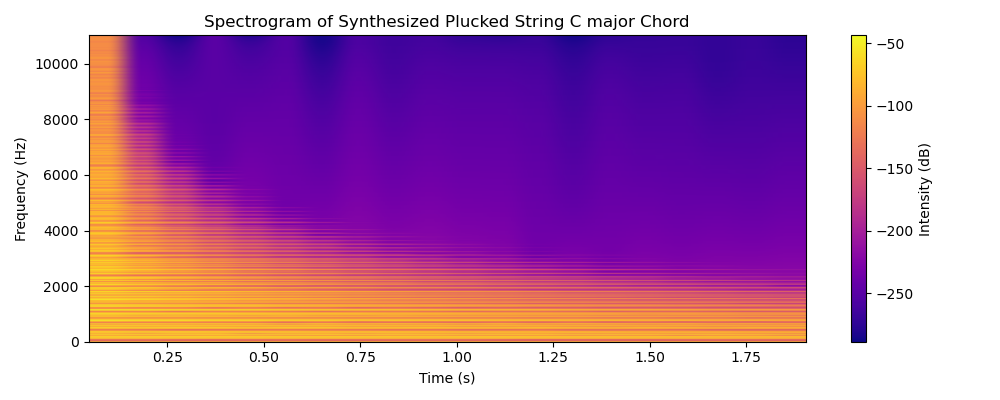 Spectrogram of Synthesized Plucked String C major Chord
Frequency (Hz)
10000
8000
6000
4000
2000
0
0.25 0.50 0.75 1.00 1.25 1.50 1.75
Time (s)
−50
−100
−150
−200
−250
Intensity (dB)